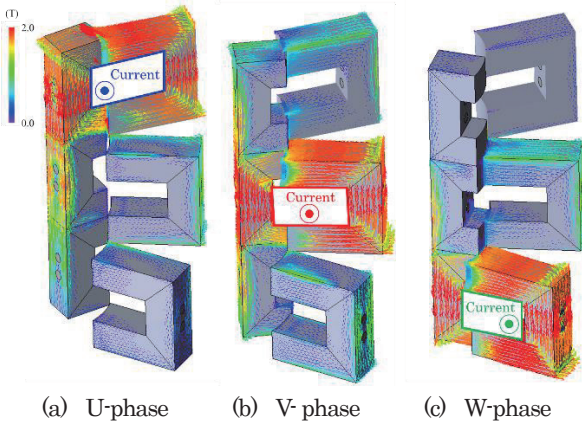 (T)
2.0
0.0
Current
Current
Current
(a) U-phase
(b) V- phase
(c) W-phase